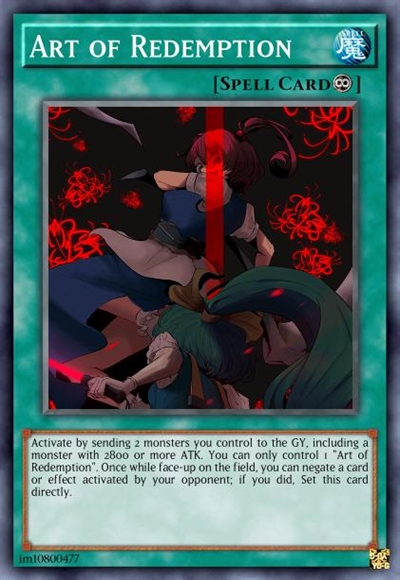 ART OF REDEMPTION
SPELL
魔
[SPELL CARD]
Activate by sending 2 monsters you control to the GY, including a
monster with 2800 or more ATK. You can only control 1 "Art of
Redemption". Once while face-up on the field, you can negate a card
or effect activated by your opponent; if you did, Set this card
directly.
im10800477